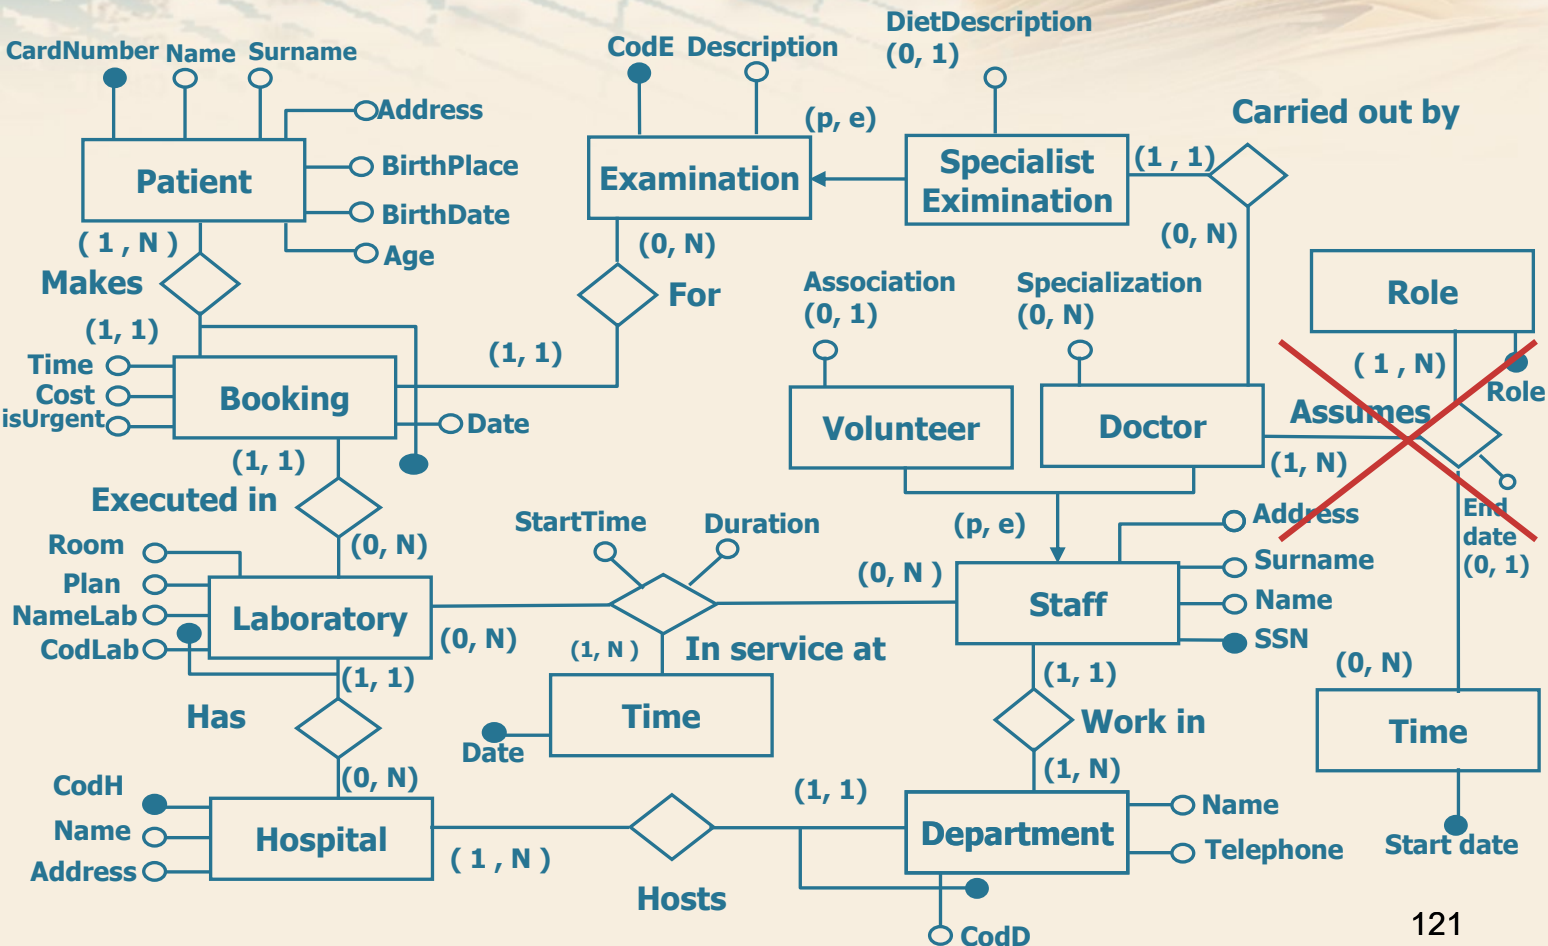 DietDescription
(0, 1)
CardNumber
Name
Surname
CodE
Description
Address
(p, e)
Carried out by
Patient
BirthPlace
Examination
Specialist
Eximination
(1 , 1)
BirthDate
( 1 , N )
Age
(0, N)
(0, N)
Makes
For
Association
(0, 1)
Specialization
(0, N)
Role
(1, 1)
(1, 1)
Time
Cost
isUrgent
Booking
Date
( 1 , N)
Role
Volunteer
Doctor
Assumes
(1, 1)
(1, N)
Executed in
StartTime
Duration
(p, e)
Address
End
date
(0, 1)
Room
(0, N)
Surname
Plan
(0, N )
NameLab
Laboratory
Staff
Name
CodLab
(0, N)
(1, N )
In service at
SSN
(1, 1)
(1, 1)
(0, N)
Has
Time
Work in
Time
Date
(0, N)
(1, N)
CodH
(1, 1)
Name
Name
Hospital
Department
Address
( 1 , N )
Telephone
Start date
Hosts
CodD
121